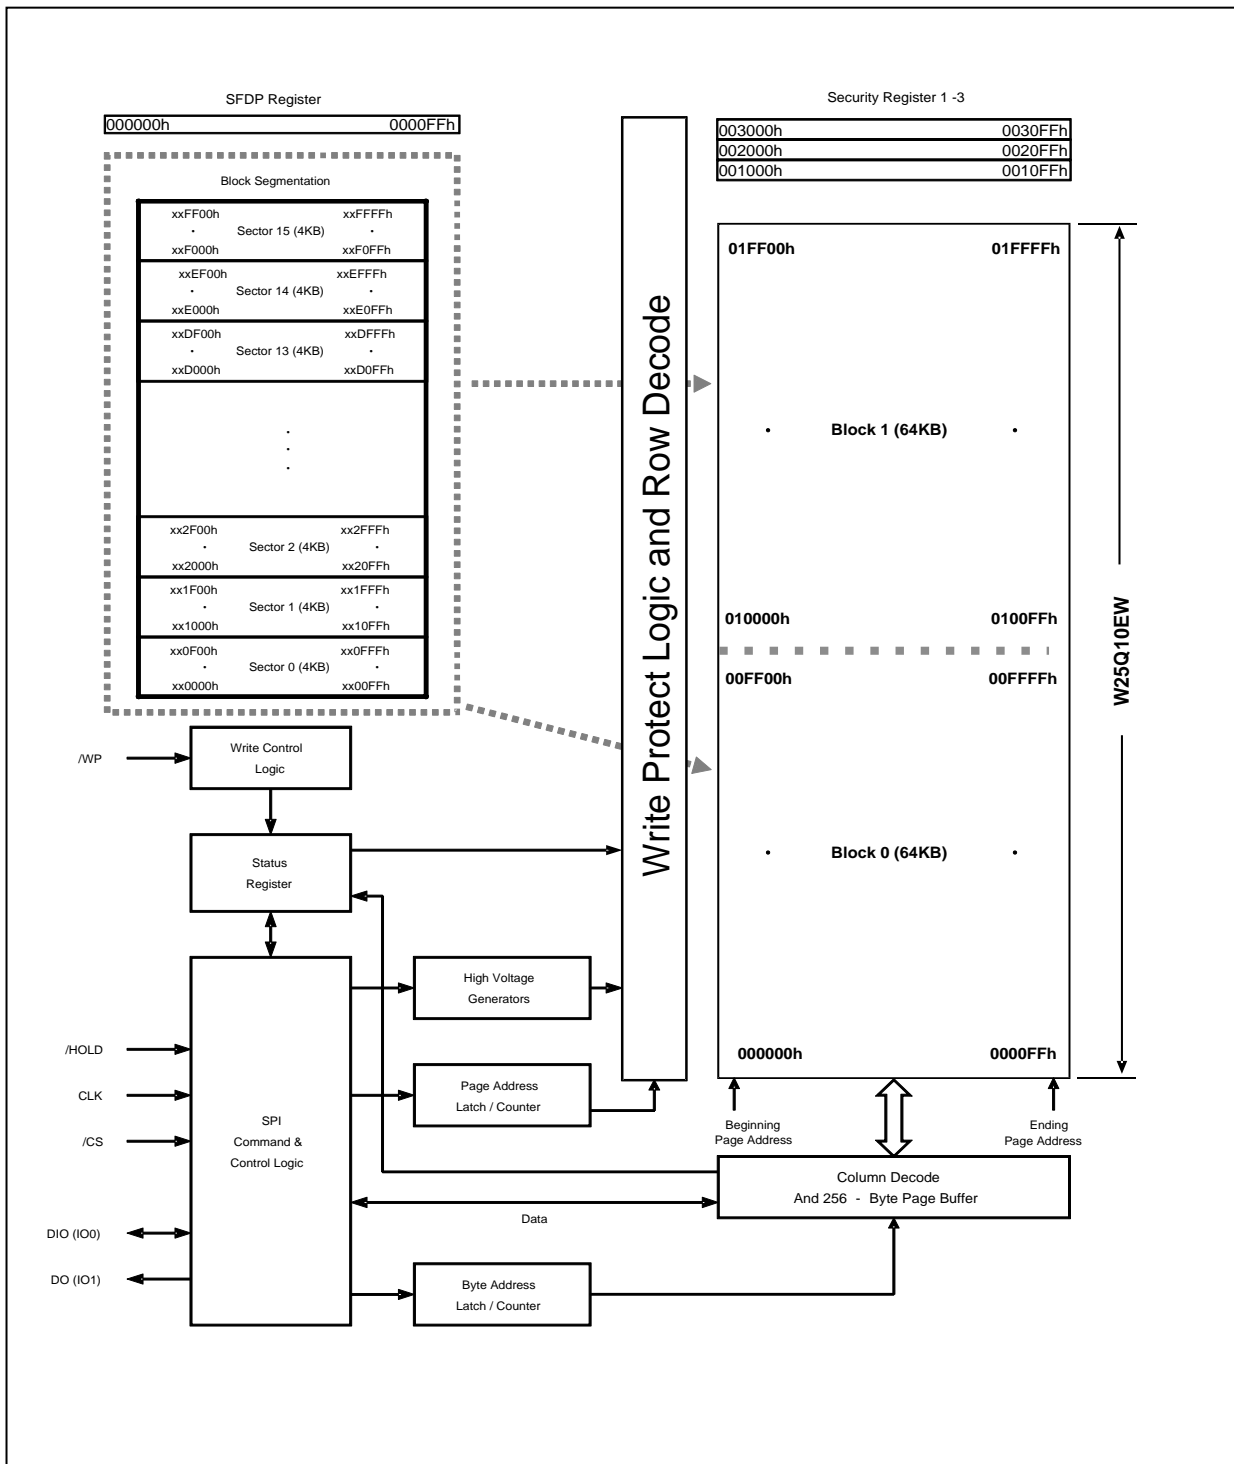 SFDP Register
000000h 0000FFh
Block Segmentation
xxFF00h xxFFFFh
Sector 15 (4KB)
xxF000h xxF0FFh
xxEF00h xxEFFFh
Sector 14 (4KB)
xxE000h xxE0FFh
xxDF00h xxDFFFh
Sector 13 (4KB)
xxD000h xxD0FFh
xx2F00h xx2FFFh
Sector 2 (4KB)
xx2000h xx20FFh
xx1F00h xx1FFFh
Sector 1 (4KB)
xx1000h xx10FFh
xx0F00h xx0FFFh
Sector 0 (4KB)
xx0000h xx00FFh
Write Protect Logic and Row Decode
Security Register 1 -3
003000h 0030FFh
002000h 0020FFh
001000h 0010FFh
01FF00h 01FFFFh
Block 1 (64KB)
010000h 0100FFh
00FF00h 00FFFFh
Block 0 (64KB)
000000h 0000FFh
W25Q10EW
Beginning
Page Address
Ending
Page Address
/WP
Write Control
Logic
Status
Register
High Voltage
Generators
/HOLD
CLK
/CS
SPI
Command &
Control Logic
Page Address
Latch / Counter
Column Decode
And 256 - Byte Page Buffer
Data
DIO (IO0)
DO (IO1)
Byte Address
Latch / Counter